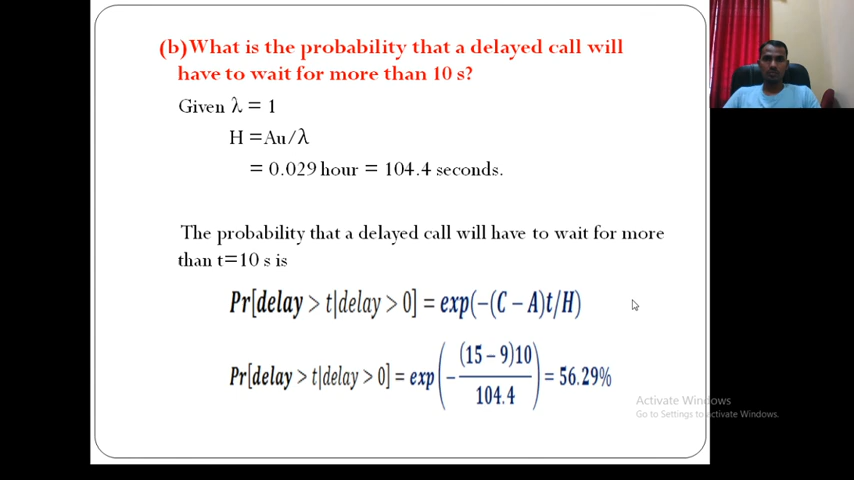 (b)What is the probability that a delayed call will
have to wait for more than 10 s?
Given λ = 1
H =Au/λ
= 0.029 hour = 104.4 seconds.
The probability that a delayed call will have to wait for more
than t=10 s is
Pr[delay > t|delay > 0] = exp(−(C − A)t/H)
Pr[delay > t|delay > 0] = exp(−(15 − 9)10/104.4) = 56.29%
Activate Windows
Go to Settings to activate Windows.